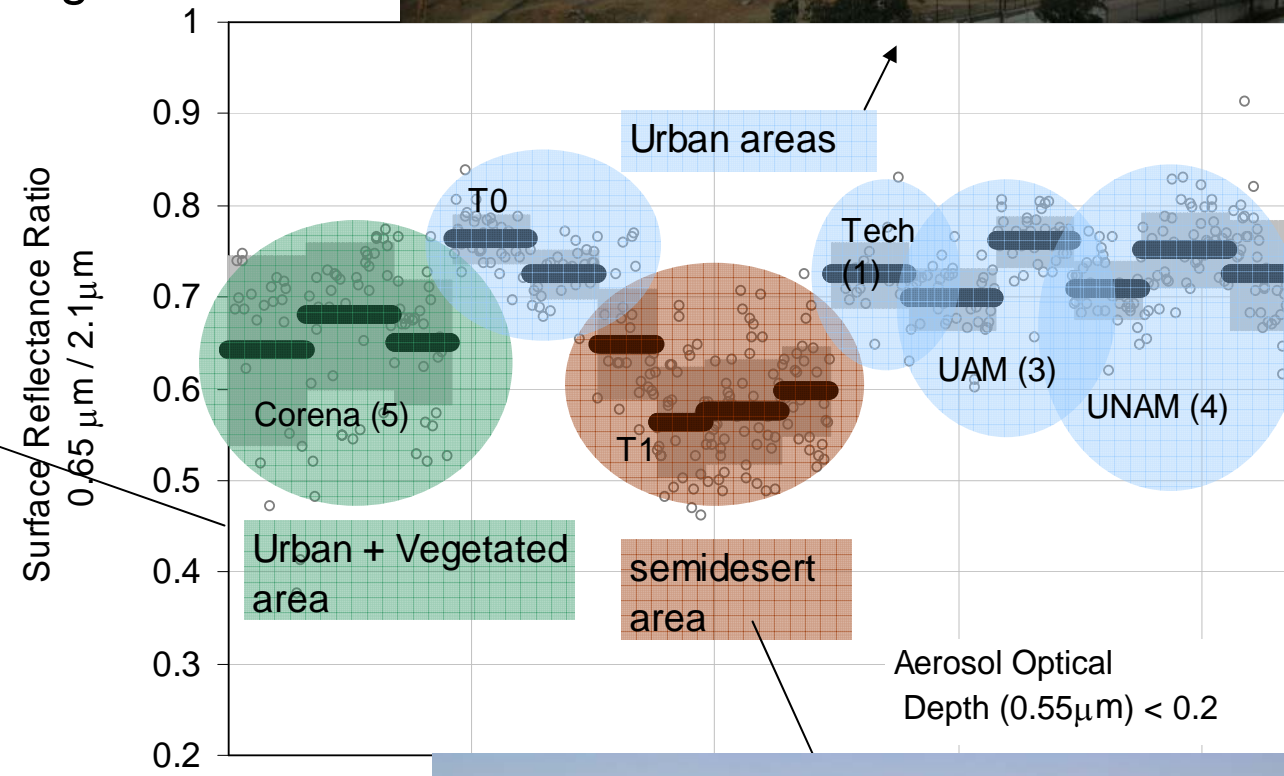 1
0.9
0.8
0.7
0.6
0.5
0.4
0.3
0.2
Surface Reflectance Ratio
0.65 μm / 2.1μm
Urban areas
T0
Tech
(1)
UAM (3)
UNAM (4)
Corena (5)
T1
Urban + Vegetated
area
semidesert
area
Aerosol Optical
Depth (0.55μm) < 0.2